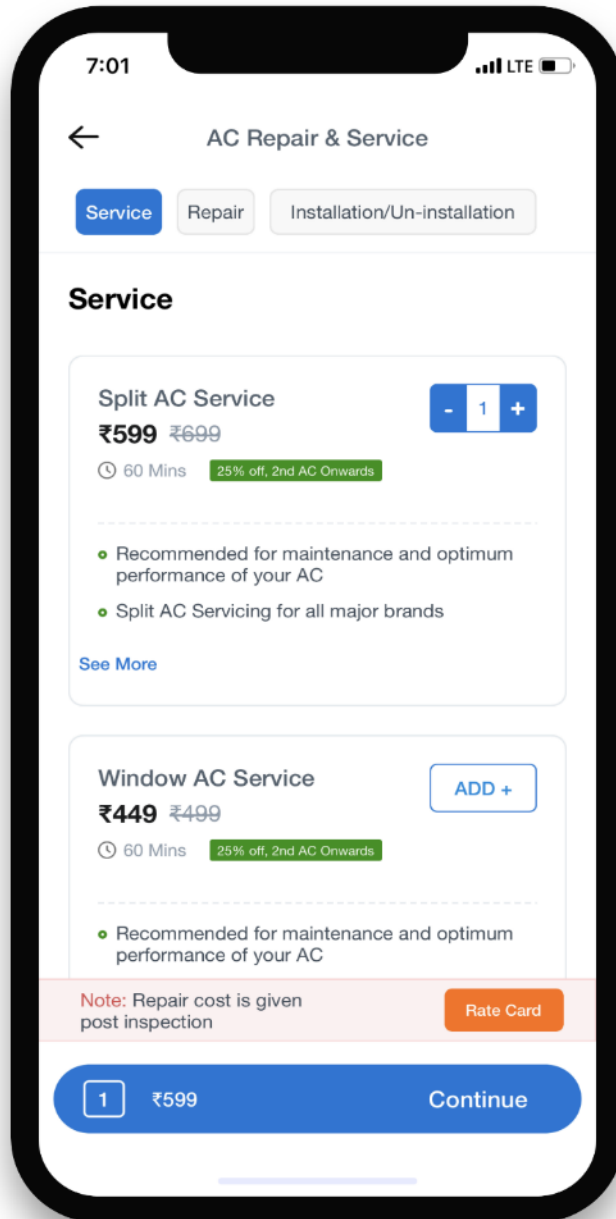 7:01
LTE
AC Repair & Service
Service
Repair
Installation/Un-installation
Service
Split AC Service
- 1 +
₹599 ₹699
60 Mins
25% off, 2nd AC Onwards
Recommended for maintenance and optimum
performance of your AC
Split AC Servicing for all major brands
See More
Window AC Service
ADD +
₹449 ₹499
60 Mins
25% off, 2nd AC Onwards
Recommended for maintenance and optimum
performance of your AC
Note: Repair cost is given
post inspection
Rate Card
1
₹599
Continue